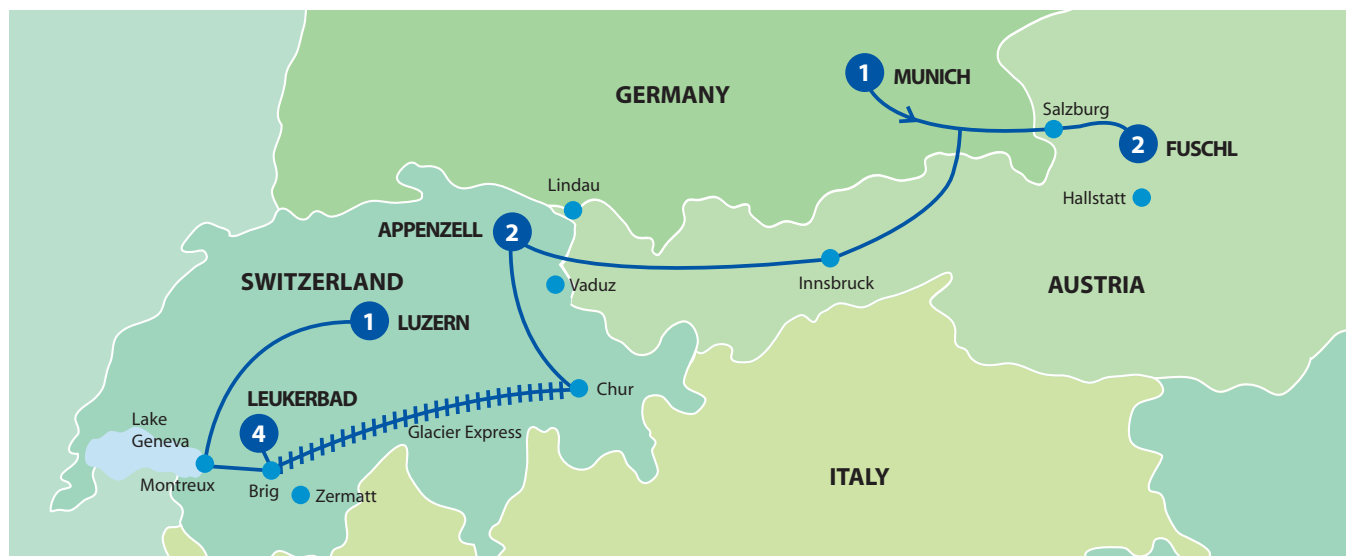 GERMANY
1
MUNICH
Salzburg
2
FUSCHL
Lindau
Hallstatt
APPENZELL
2
SWITZERLAND
Vaduz
Innsbruck
AUSTRIA
1
LUZERN
LEUKERBAD
Chur
Lake
Geneva
4
Glacier Express
ITALY
Montreux
Brig
Zermatt